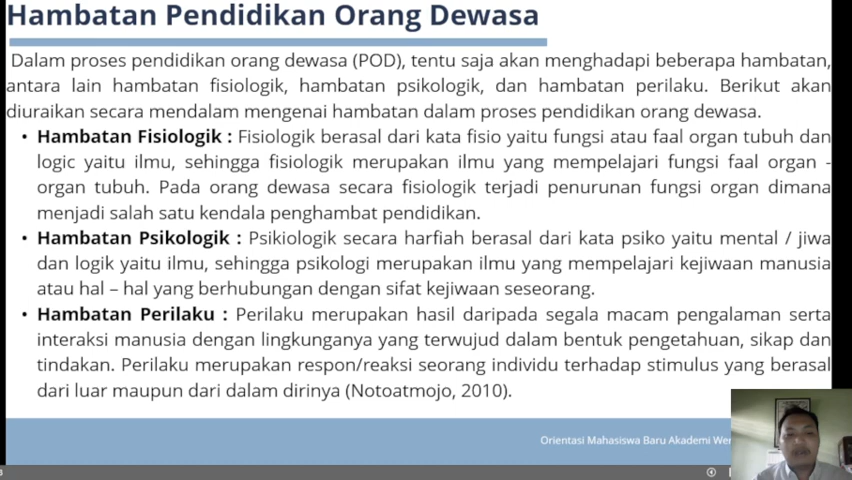 Hambatan Pendidikan Orang Dewasa
Dalam proses pendidikan orang dewasa (POD), tentu saja akan menghadapi beberapa hambatan,
antara lain hambatan fisiologik, hambatan psikologik, dan hambatan perilaku. Berikut akan
diuraikan secara mendalam mengenai hambatan dalam proses pendidikan orang dewasa.
• Hambatan Fisiologik : Fisiologik berasal dari kata fisio yaitu fungsi atau faal organ tubuh dan
logic yaitu ilmu, sehingga fisiologik merupakan ilmu yang mempelajari fungsi faal organ -
organ tubuh. Pada orang dewasa secara fisiologik terjadi penurunan fungsi organ dimana
menjadi salah satu kendala penghambat pendidikan.
• Hambatan Psikologik : Psikiologik secara harfiah berasal dari kata psiko yaitu mental / jiwa
dan logik yaitu ilmu, sehingga psikologi merupakan ilmu yang mempelajari kejiwaan manusia
atau hal – hal yang berhubungan dengan sifat kejiwaan seseorang.
• Hambatan Perilaku : Perilaku merupakan hasil daripada segala macam pengalaman serta
interaksi manusia dengan lingkunganya yang terwujud dalam bentuk pengetahuan, sikap dan
tindakan. Perilaku merupakan respon/reaksi seorang individu terhadap stimulus yang berasal
dari luar maupun dari dalam dirinya (Notoatmojo, 2010).
Orientasi Mahasiswa Baru Akademi